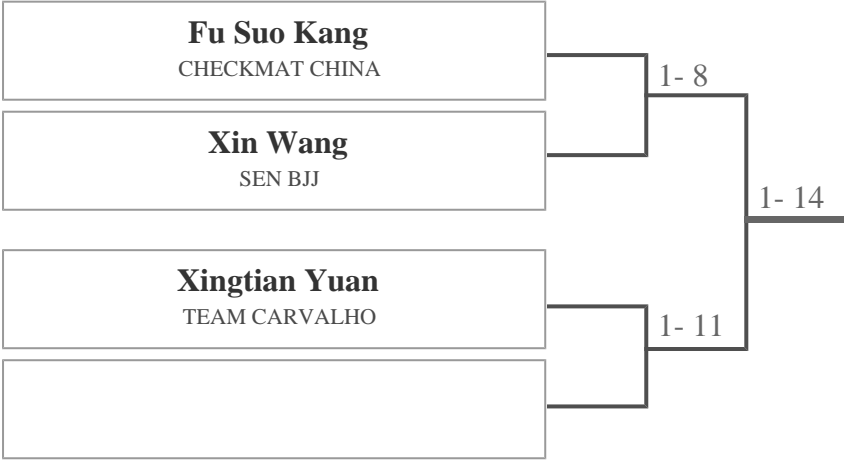 Fu Suo Kang
CHECKMAT CHINA
1- 8
Xin Wang
SEN BJJ
1- 14
Xingtian Yuan
TEAM CARVALHO
1- 11